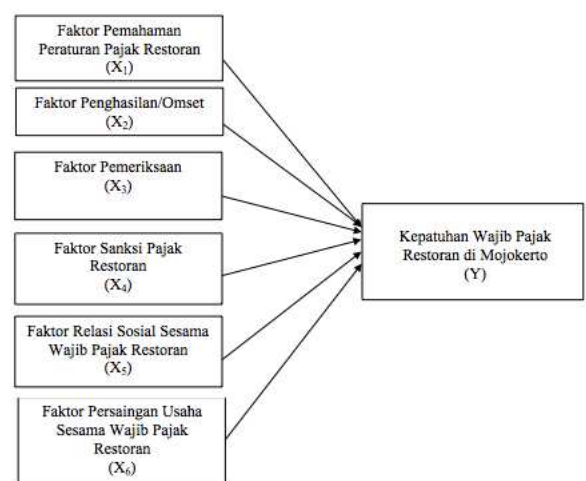 Faktor Pemahaman
Peraturan Pajak Restoran
(X₁)
Faktor Penghasilan/Omset
(X₂)
Faktor Pemeriksaan
(X₃)
Faktor Sanksi Pajak
Restoran
(X₄)
Faktor Relasi Sosial Sesama
Wajib Pajak Restoran
(X₅)
Faktor Persaingan Usaha
Sesama Wajib Pajak
Restoran
(X₆)
Kepatuhan Wajib Pajak
Restoran di Mojokerto
(Y)